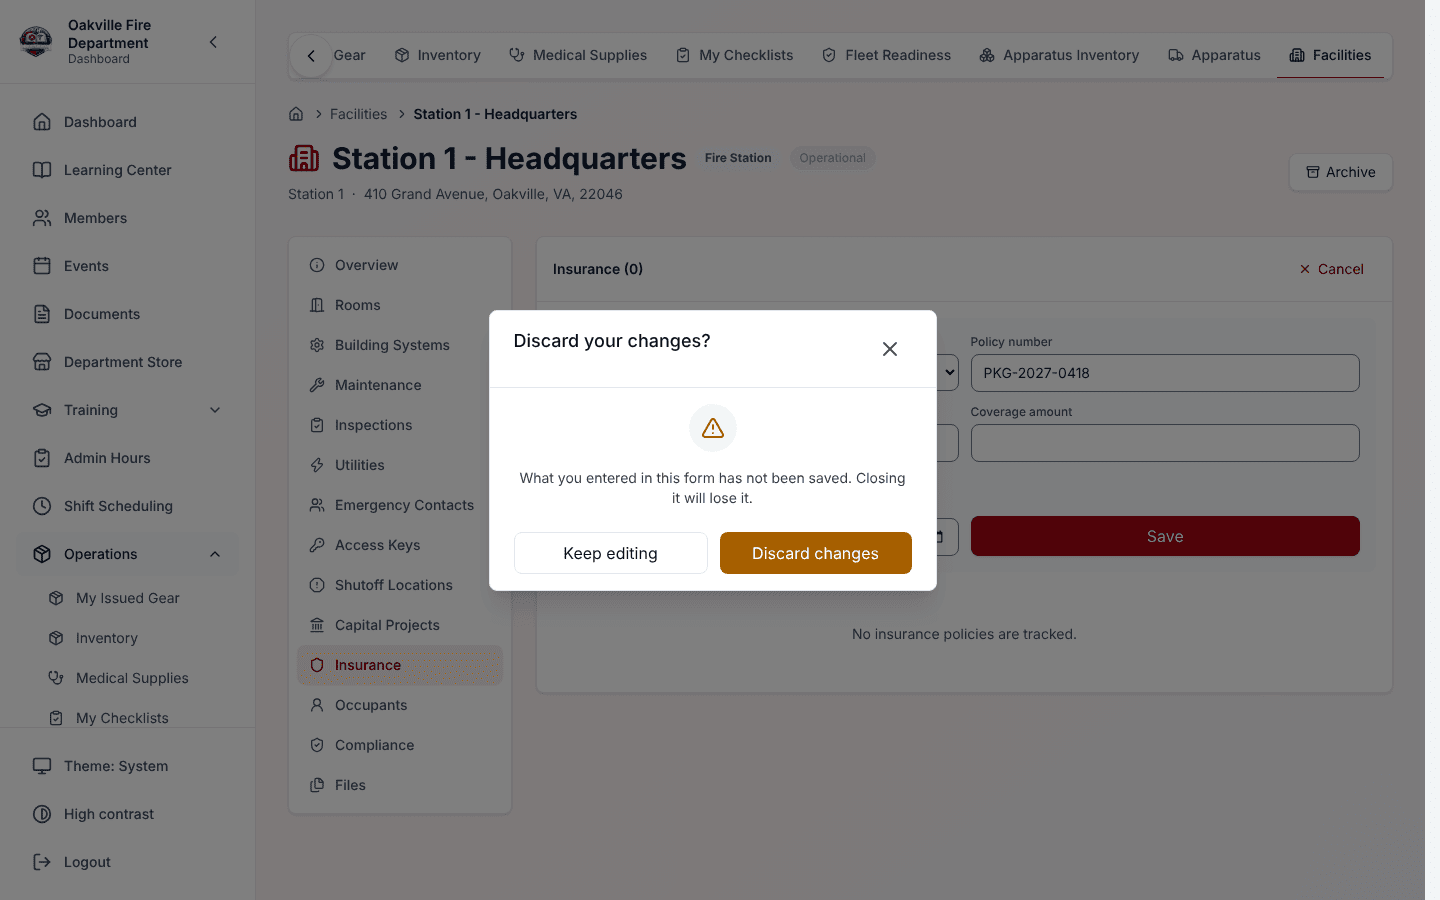 Oakville Fire
Department
Dashboard
Dashboard
Learning Center
Members
Events
Documents
Department Store
Training
Admin Hours
Shift Scheduling
Operations
My Issued Gear
Inventory
Medical Supplies
My Checklists
Theme: System
High contrast
Logout
Gear
Inventory
Medical Supplies
My Checklists
Fleet Readiness
Apparatus Inventory
Apparatus
Facilities
Facilities
Station 1 - Headquarters
Station 1 - Headquarters
Fire Station
Operational
Station 1 · 410 Grand Avenue, Oakville, VA, 22046
Archive
Overview
Rooms
Building Systems
Maintenance
Inspections
Utilities
Emergency Contacts
Access Keys
Shutoff Locations
Capital Projects
Insurance
Occupants
Compliance
Files
Insurance (0)
Cancel
Policy number
PKG-2027-0418
Coverage amount
Save
No insurance policies are tracked.
Discard your changes?
What you entered in this form has not been saved. Closing
it will lose it.
Keep editing
Discard changes